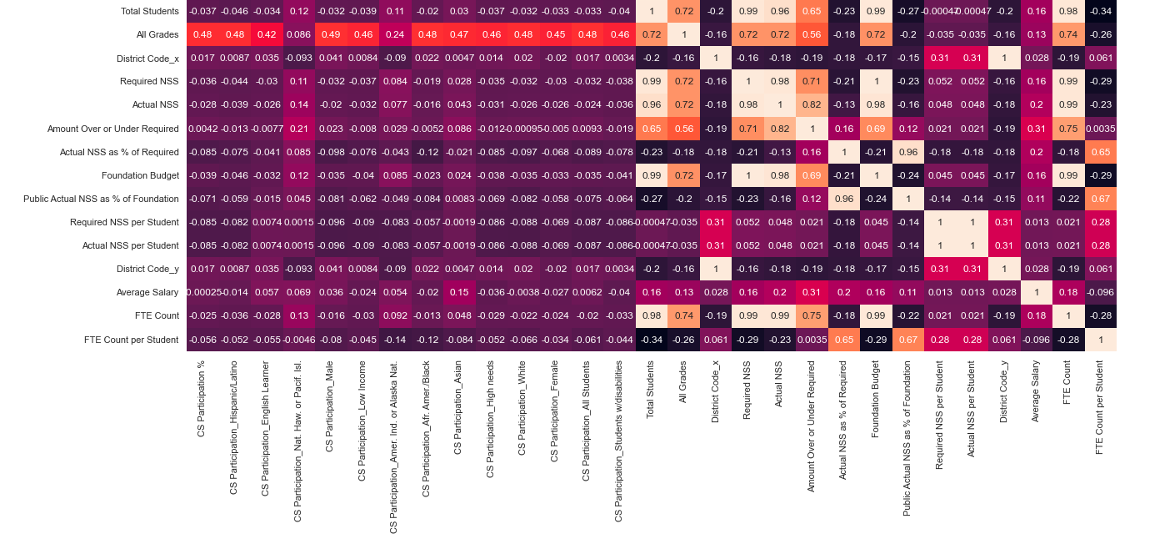 Total Students -0.037 -0.046 -0.034 0.12 -0.032 -0.039 0.11 -0.02 0.03 -0.037 -0.032 -0.033 -0.033 -0.04 1 0.72 -0.2 0.99 0.96 0.65 -0.23 0.99 -0.27 -0.00047 0.00047 -0.2 0.16 0.98 -0.34
All Grades 0.48 0.48 0.42 0.086 0.49 0.46 0.24 0.48 0.47 0.46 0.48 0.45 0.48 0.46 0.72 1 -0.16 0.72 0.72 0.56 -0.18 0.72 -0.2 -0.035 -0.035 -0.16 0.13 0.74 -0.26
District Code_x 0.017 0.0087 0.035 -0.093 0.041 0.0084 -0.09 0.022 0.0047 0.014 0.02 -0.02 0.017 0.0034 -0.2 -0.16 1 -0.16 -0.18 -0.19 -0.18 -0.17 -0.15 0.31 0.31 1 0.028 -0.19 0.061
Required NSS -0.036 -0.044 -0.03 0.11 -0.032 -0.037 0.084 -0.019 0.028 -0.035 -0.032 -0.03 -0.032 -0.038 0.99 0.72 -0.16 1 0.98 0.71 -0.21 1 -0.23 0.052 0.052 -0.16 0.16 0.99 -0.29
Actual NSS -0.028 -0.039 -0.026 0.14 -0.02 -0.032 0.077 -0.016 0.043 -0.031 -0.026 -0.026 -0.024 -0.036 0.96 0.72 -0.18 0.98 1 0.82 -0.13 0.98 -0.16 0.048 0.048 -0.18 0.2 0.99 -0.23
Amount Over or Under Required 0.0042 -0.013 -0.0077 0.21 0.023 -0.008 0.029 -0.0052 0.086 -0.012 -0.00095 -0.005 0.0093 -0.019 0.65 0.56 -0.19 0.71 0.82 1 0.16 0.69 0.12 0.021 0.021 -0.19 0.31 0.75 0.0035
Actual NSS as % of Required -0.085 -0.075 -0.041 0.085 -0.098 -0.076 -0.043 -0.12 -0.021 -0.085 -0.097 -0.068 -0.089 -0.078 -0.23 -0.18 -0.18 -0.21 -0.13 0.16 1 -0.21 0.96 -0.18 -0.18 -0.18 0.2 -0.18 0.65
Foundation Budget -0.039 -0.046 -0.032 0.12 -0.035 -0.04 0.085 -0.023 0.024 -0.038 -0.035 -0.033 -0.035 -0.041 0.99 0.72 -0.17 1 0.98 0.69 -0.21 1 -0.24 0.045 0.045 -0.17 0.16 0.99 -0.29
Public Actual NSS as % of Foundation -0.071 -0.059 -0.015 0.045 -0.081 -0.062 -0.049 -0.084 0.0083 -0.069 -0.082 -0.058 -0.075 -0.064 -0.27 -0.2 -0.15 -0.23 -0.16 0.12 0.96 -0.24 1 -0.14 -0.14 -0.15 0.11 -0.22 0.67
Required NSS per Student -0.085 -0.082 0.0074 0.0015 -0.096 -0.09 -0.083 -0.057 -0.0019 -0.086 -0.088 -0.069 -0.087 -0.086 -0.00047 -0.035 0.31 0.052 0.048 0.021 -0.18 0.045 -0.14 1 1 0.31 0.013 0.021 0.28
Actual NSS per Student -0.085 -0.082 0.0074 0.0015 -0.096 -0.09 -0.083 -0.057 -0.0019 -0.086 -0.088 -0.069 -0.087 -0.086 -0.00047 -0.035 0.31 0.052 0.048 0.021 -0.18 0.045 -0.14 1 1 0.31 0.013 0.021 0.28
District Code_y 0.017 0.0087 0.035 -0.093 0.041 0.0084 -0.09 0.022 0.0047 0.014 0.02 -0.02 0.017 0.0034 -0.2 -0.16 1 -0.16 -0.18 -0.19 -0.18 -0.17 -0.15 0.31 0.31 1 0.028 -0.19 0.061
Average Salary 0.00025 -0.014 0.057 0.069 0.036 -0.024 0.054 -0.02 0.15 -0.036 -0.0038 -0.027 0.0062 -0.04 0.16 0.13 0.028 0.16 0.2 0.31 0.2 0.16 0.11 0.013 0.013 0.028 1 0.18 -0.096
FTE Count -0.025 -0.036 -0.028 0.13 -0.016 -0.03 0.092 -0.013 0.048 -0.029 -0.022 -0.024 -0.02 -0.033 0.98 0.74 -0.19 0.99 0.99 0.75 -0.18 0.99 -0.22 0.021 0.021 -0.19 0.18 1 -0.28
FTE Count per Student -0.056 -0.052 -0.055 -0.0046 -0.08 -0.045 -0.14 -0.12 -0.084 -0.052 -0.066 -0.034 -0.061 -0.044 -0.34 -0.26 0.061 -0.29 -0.23 0.0035 0.65 -0.29 0.67 0.28 0.28 0.061 -0.096 -0.28 1
CS Participation %
CS Participation_Hispanic/Latino
CS Participation_English Learner
CS Participation_Nat. Haw. or Pacif. Isl.
CS Participation_Male
CS Participation_Low Income
CS Participation_Amer. Ind. or Alaska Nat.
CS Participation_Afr. Amer./Black
CS Participation_Asian
CS Participation_High needs
CS Participation_White
CS Participation_Female
CS Participation_All Students
CS Participation_Students w/disabilities
Total Students
All Grades
District Code_x
Required NSS
Actual NSS
Amount Over or Under Required
Actual NSS as % of Required
Foundation Budget
Public Actual NSS as % of Foundation
Required NSS per Student
Actual NSS per Student
District Code_y
Average Salary
FTE Count
FTE Count per Student